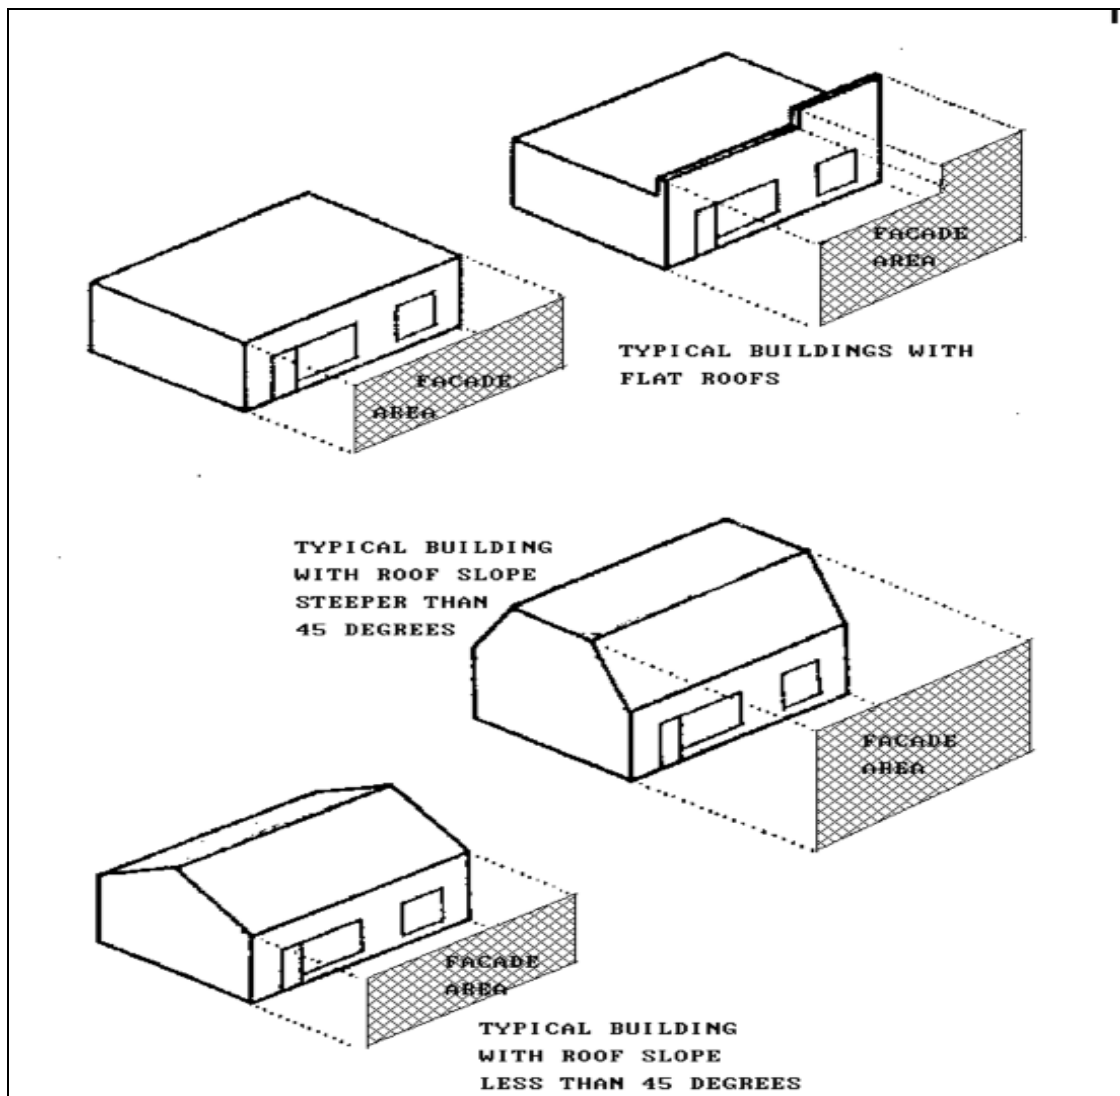 FACADE
AREA
TYPICAL BUILDINGS WITH
FLAT ROOFS
FACADE
AREA
TYPICAL BUILDING
WITH ROOF SLOPE
STEEPER THAN
45 DEGREES
FACADE
AREA
FACADE
AREA
TYPICAL BUILDING
WITH ROOF SLOPE
LESS THAN 45 DEGREES